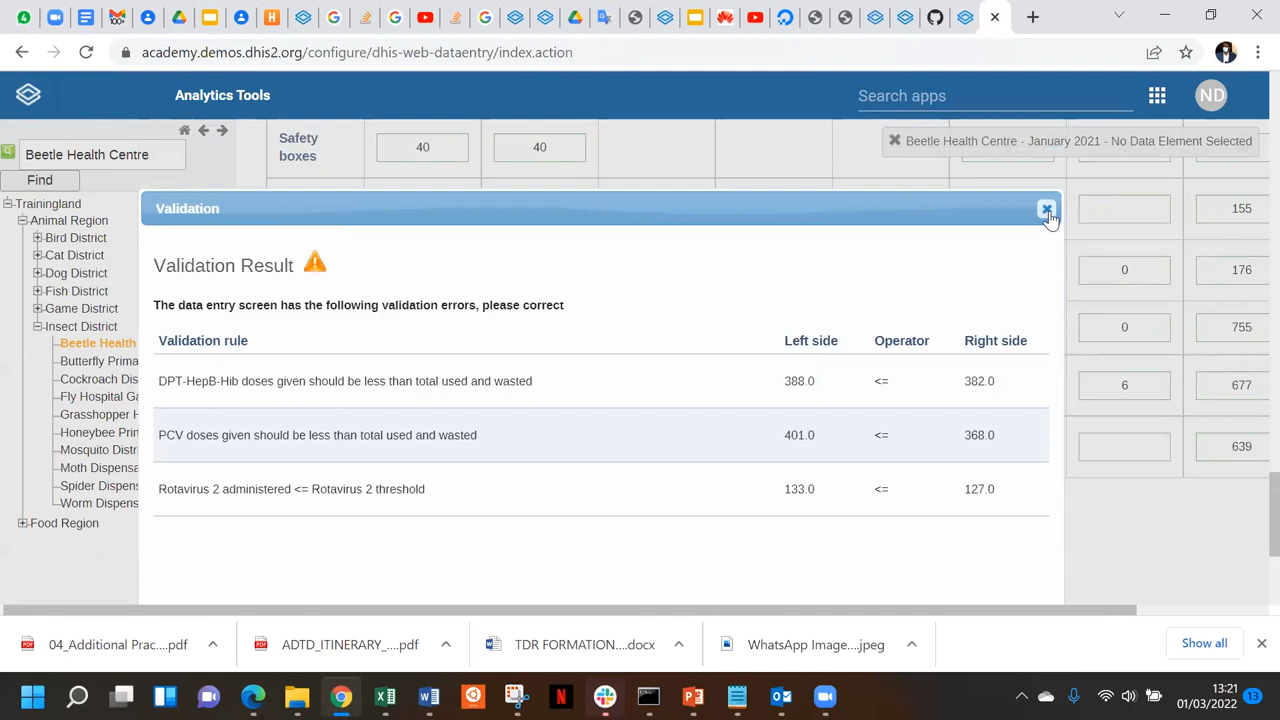 academy.demos.dhis2.org/configure/dhis-web-dataentry/index.action
Analytics Tools
Search apps
ND
Beetle Health Centre
Find
Trainingland
Animal Region
Bird District
Cat District
Dog District
Fish District
Game District
Insect District
Beetle Health
Butterfly Prima
Cockroach Dis
Fly Hospital Ga
Grasshopper H
Honeybee Prin
Mosquito Distr
Moth Dispensa
Spider Dispens
Worm Dispens
Food Region
Safety
boxes
40
40
Beetle Health Centre - January 2021 - No Data Element Selected
155
0
176
0
755
6
677
639
Validation
Validation Result
The data entry screen has the following validation errors, please correct
Validation rule Left side Operator Right side
DPT-HepB-Hib doses given should be less than total used and wasted 388.0 <= 382.0
PCV doses given should be less than total used and wasted 401.0 <= 368.0
Rotavirus 2 administered <= Rotavirus 2 threshold 133.0 <= 127.0
04_Additional Prac....pdf
ADTD_ITINERARY_....pdf
TDR FORMATION....docx
WhatsApp Image....jpeg
Show all
13:21
01/03/2022
13